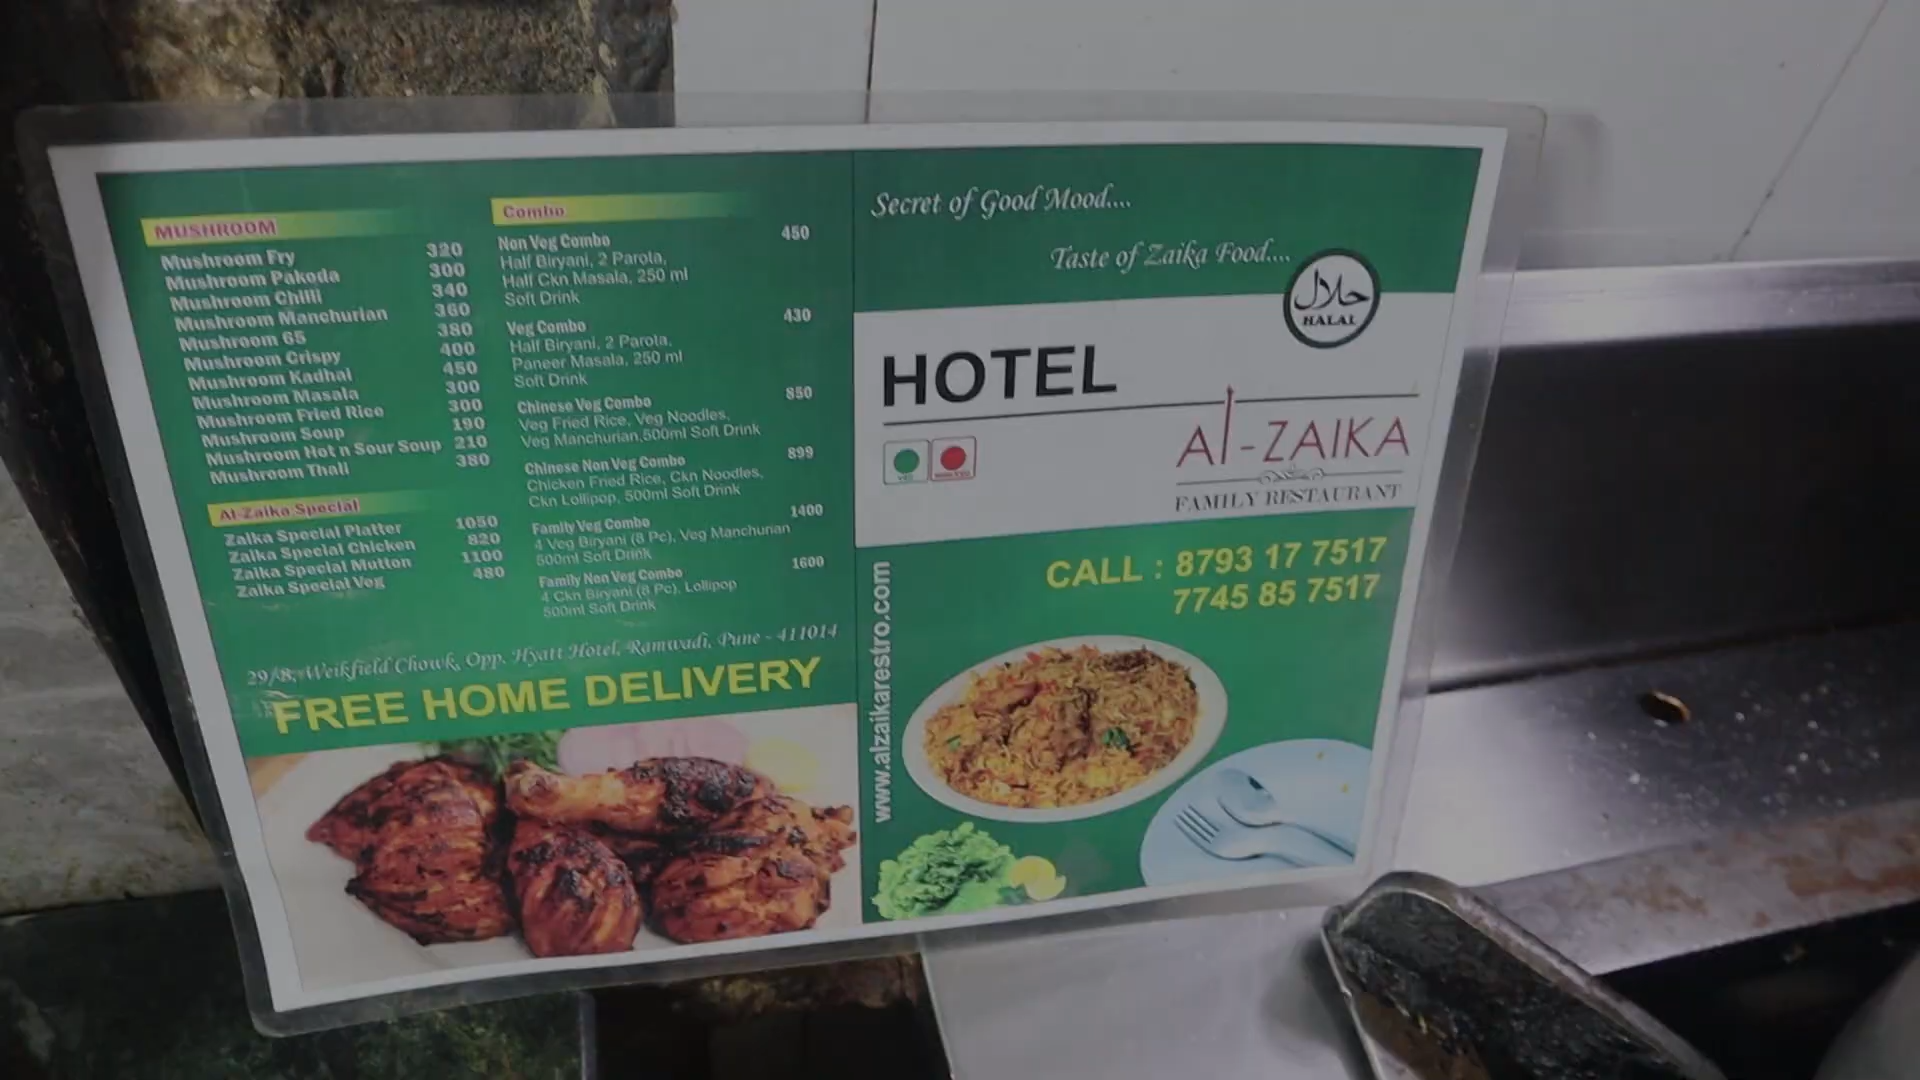 MUSHROOM
Mushroom Fry 320
Mushroom Pakoda 300
Mushroom Chilli 340
Mushroom Manchurian 360
Mushroom 65 380
Mushroom Crispy 400
Mushroom Kadhai 450
Mushroom Masala 300
Mushroom Fried Rice 300
Mushroom Soup 190
Mushroom Hot n Sour Soup 210
Mushroom Thali 380
Al-Zaika Special
Zaika Special Platter 1050
Zaika Special Chicken 820
Zaika Special Mutton 1100
Zaika Special Veg 480
Combo
Non Veg Combo 450
Half Biryani, 2 Parota,
Half Ckn Masala, 250 ml
Soft Drink
Veg Combo 430
Half Biryani, 2 Parota,
Paneer Masala, 250 ml
Soft Drink
Chinese Veg Combo 850
Veg Fried Rice, Veg Noodles,
Veg Manchurian,500ml Soft Drink
Chinese Non Veg Combo 899
Chicken Fried Rice, Ckn Noodles,
Ckn Lollipop, 500ml Soft Drink
Family Veg Combo 1400
4 Veg Biryani (8 Pc), Veg Manchurian
500ml Soft Drink
Family Non Veg Combo 1600
4 Ckn Biryani (8 Pc), Lollipop
500ml Soft Drink
29/8, Weikfield Chowk, Opp. Hyatt Hotel, Ramwadi, Pune - 411014
FREE HOME DELIVERY
Secret of Good Mood....
Taste of Zaika Food....
حلال
HALAL
HOTEL
VEG
NON VEG
Al-ZAIKA
FAMILY RESTAURANT
CALL : 8793 17 7517
7745 85 7517
www.alzaikarestro.com